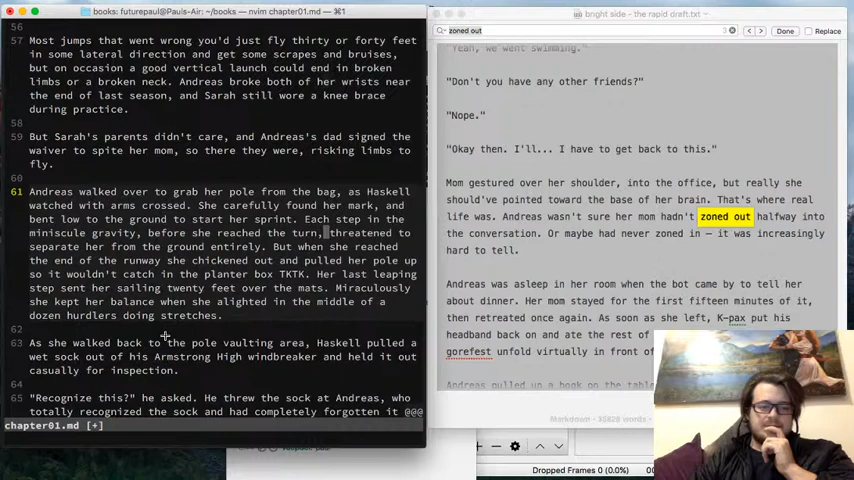 books: futurepaul@Pauls-Air: ~/books — nvim chapter01.md — ⌘1
56
57 Most jumps that went wrong you'd just fly thirty or forty feet
in some lateral direction and get some scrapes and bruises,
but on occasion a good vertical launch could end in broken
limbs or a broken neck. Andreas broke both of her wrists near
the end of last season, and Sarah still wore a knee brace
during practice.
58
59 But Sarah's parents didn't care, and Andreas's dad signed the
waiver to spite her mom, so there they were, risking limbs to
fly.
60
61 Andreas walked over to grab her pole from the bag, as Haskell
watched with arms crossed. She carefully found her mark, and
bent low to the ground to start her sprint. Each step in the
miniscule gravity, before she reached the turn, threatened to
separate her from the ground entirely. But when she reached
the end of the runway she chickened out and pulled her pole up
so it wouldn't catch in the planter box TKTK. Her last leaping
step sent her sailing twenty feet over the mats. Miraculously
she kept her balance when she alighted in the middle of a
dozen hurdlers doing stretches.
62
63 As she walked back to the pole vaulting area, Haskell pulled a
wet sock out of his Armstrong High windbreaker and held it out
casually for inspection.
64
65 "Recognize this?" he asked. He threw the sock at Andreas, who
totally recognized the sock and had completely forgotten it @@@
chapter01.md [+]
bright side - the rapid draft.txt
zoned out
3
Done
Replace
"Yeah, we went swimming."
"Don't you have any other friends?"
"Nope."
"Okay then. I'll... I have to get back to this."
Mom gestured over her shoulder, into the office, but really she
should've pointed toward the base of her brain. That's where real
life was. Andreas wasn't sure her mom hadn't zoned out halfway into
the conversation. Or maybe had never zoned in — it was increasingly
hard to tell.
Andreas was asleep in her room when the bot came by to tell her
about dinner. Her mom stayed for the first fifteen minutes of it,
then retreated once again. As soon as she left, K-pax put his
headband back on and ate the rest of
gorefest unfold virtually in front of
Andreas pulled up a book on the table
Markdown – 35829 words
Dropped Frames 0 (0.0%)